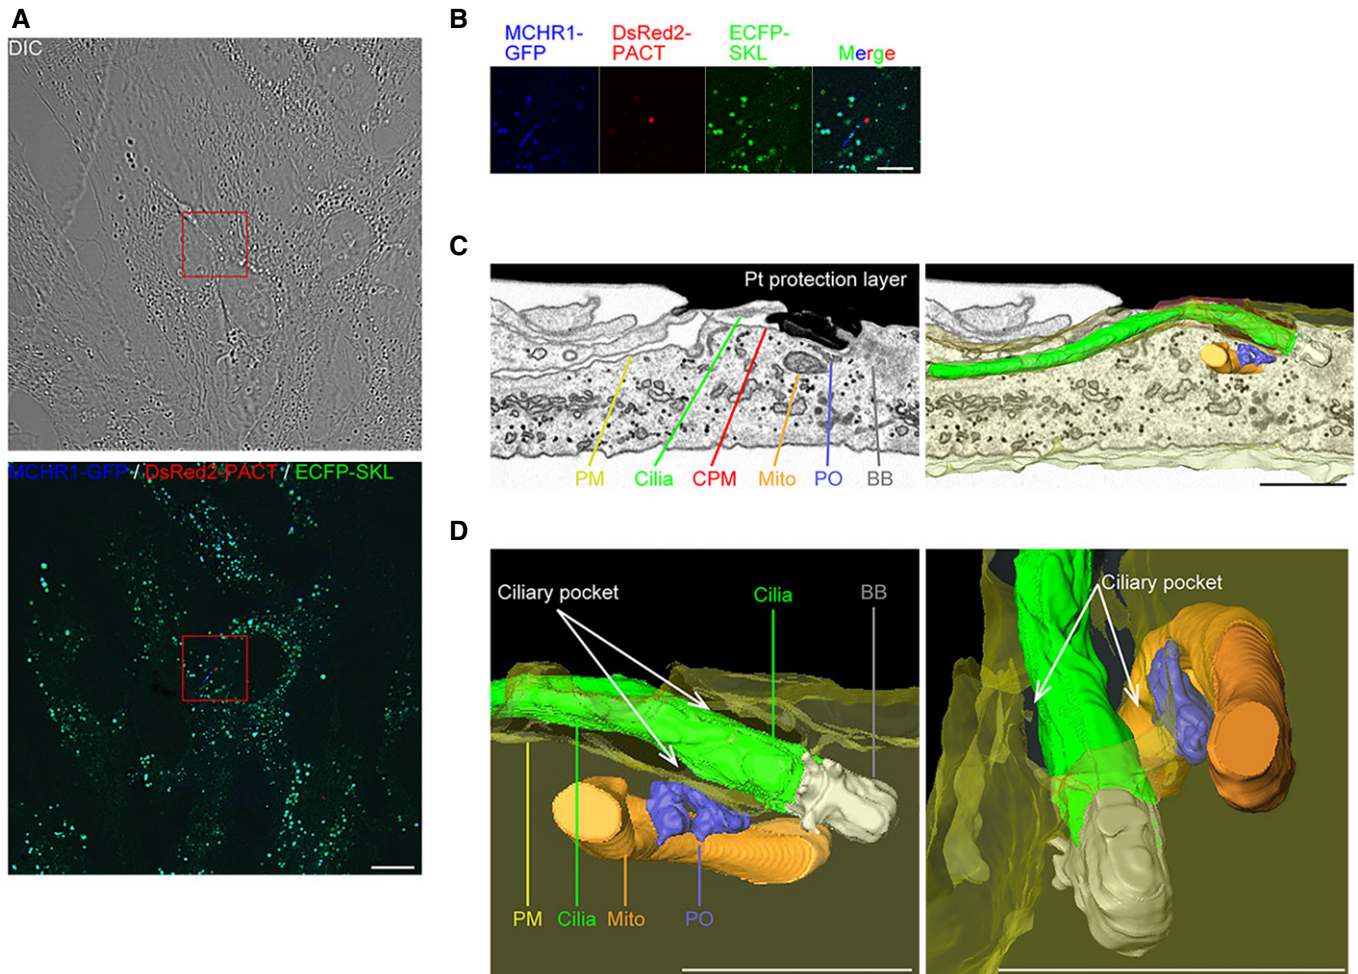 A
DIC
MCHR1-GFP / DsRed2-PACT / ECFP-SKL
B
MCHR1-
GFP
DsRed2-
PACT
ECFP-
SKL
Merge
C
Pt protection layer
PM
Cilia
CPM
Mito
PO
BB
D
Ciliary pocket
Cilia
BB
PM
Cilia
Mito
PO
Ciliary pocket